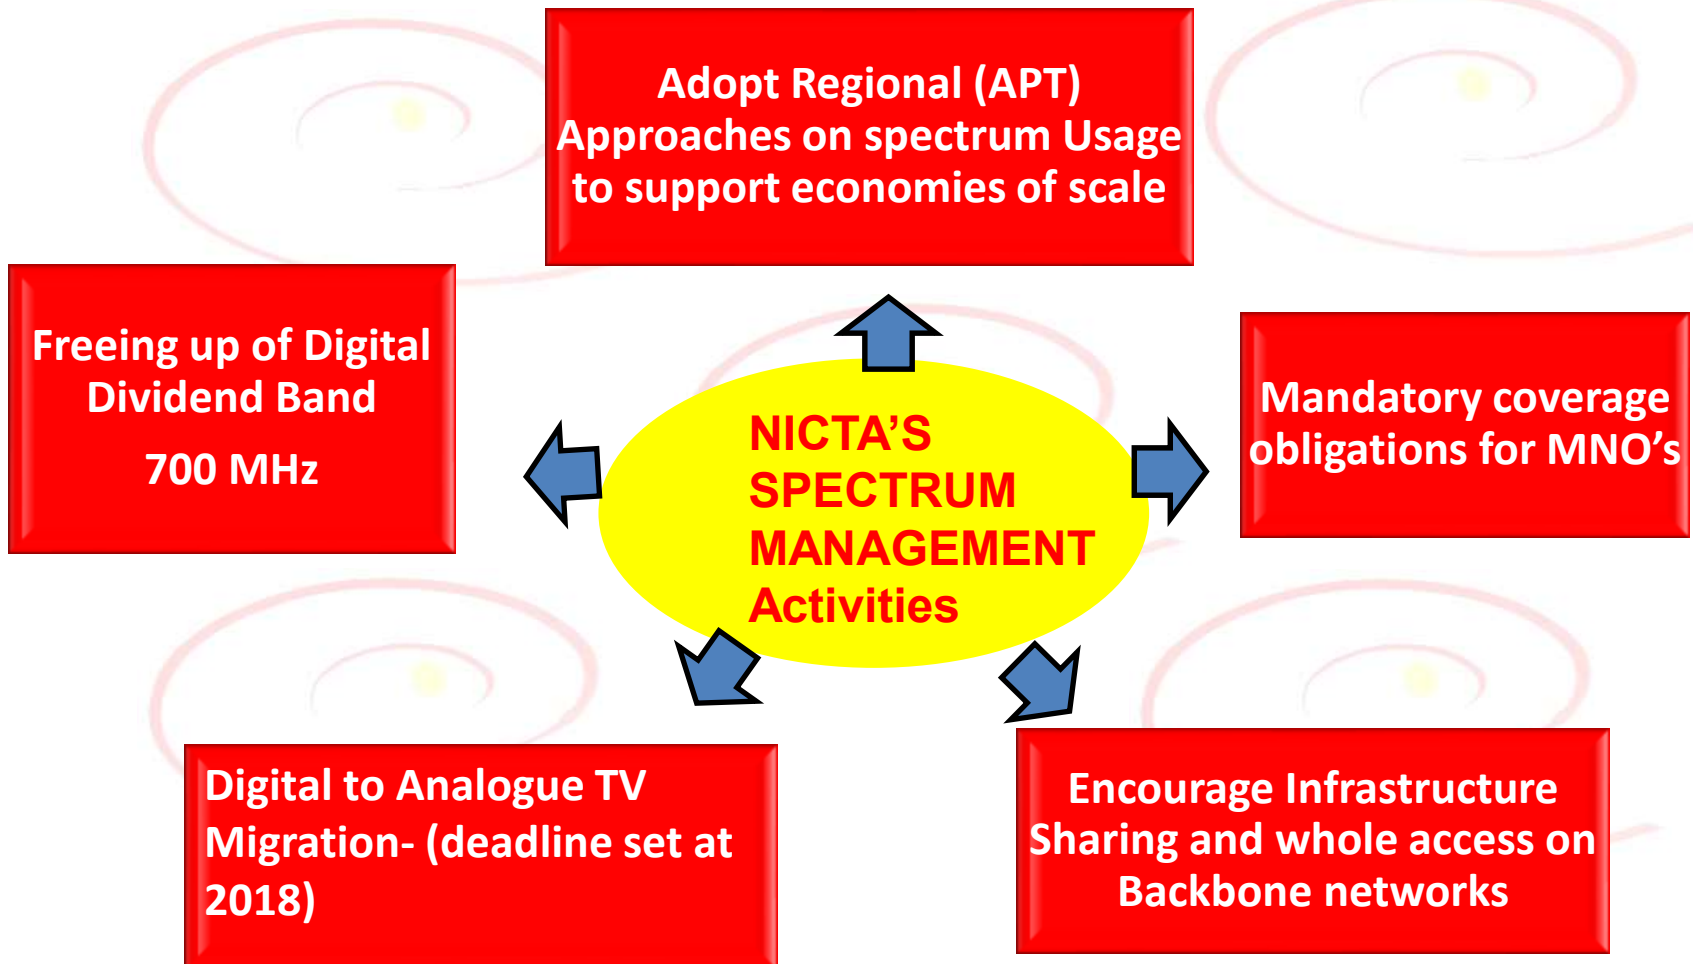 Adopt Regional (APT)
Approaches on spectrum Usage
to support economies of scale
Freeing up of Digital
Dividend Band
700 MHz
Mandatory coverage
obligations for MNO’s
NICTA’S
SPECTRUM
MANAGEMENT
Activities
Digital to Analogue TV
Migration- (deadline set at
2018)
Encourage Infrastructure
Sharing and whole access on
Backbone networks